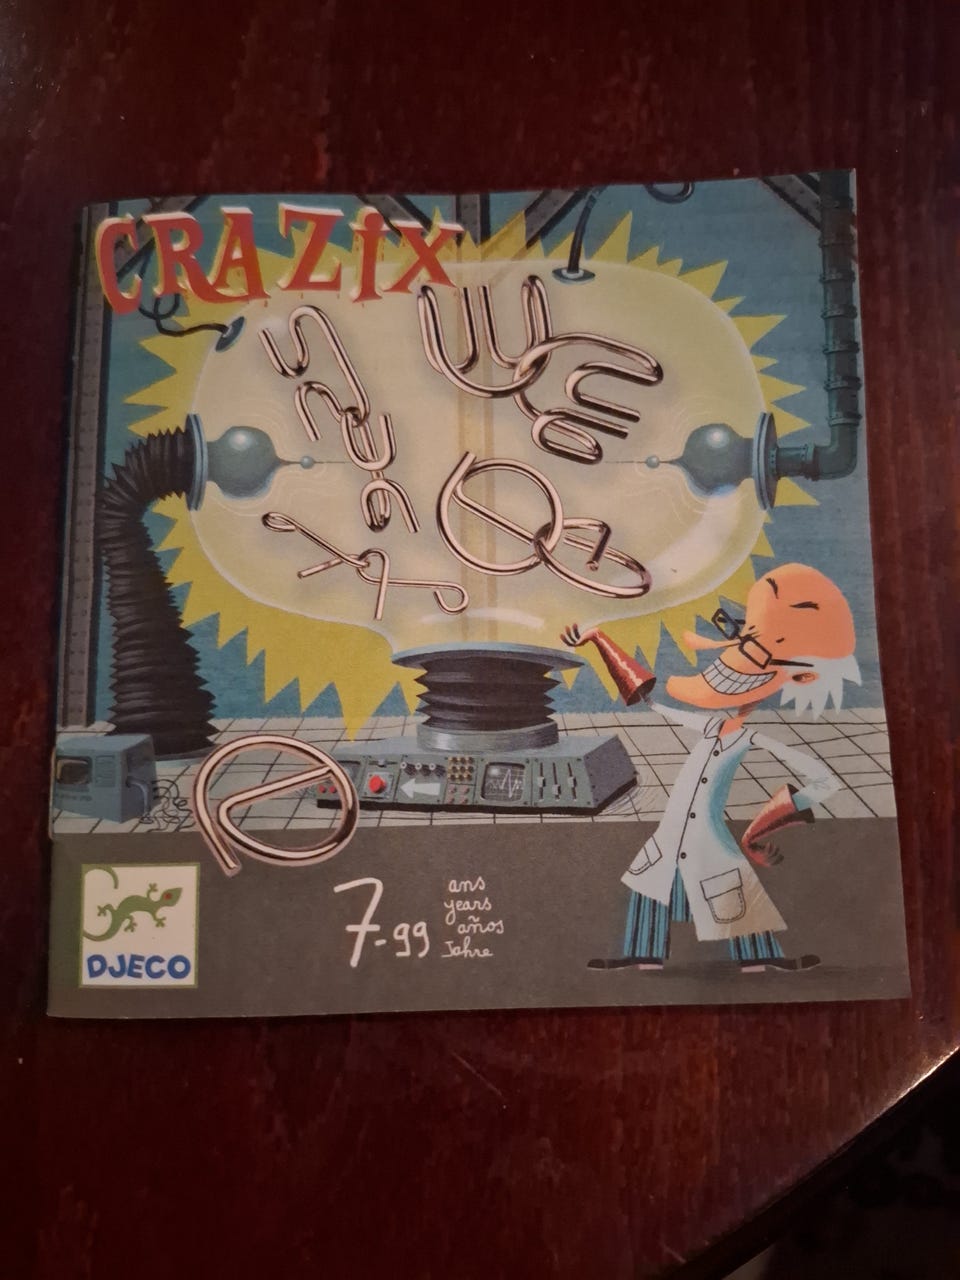 CRAZiX
7-99
ans
years
años
Jahre
DJECO